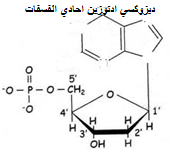 ديزوكسي ادنوزين احادي الفسفات
O
-O-P-O-CH₂
O-
5'
O
4'
1'
3'
2'
OH